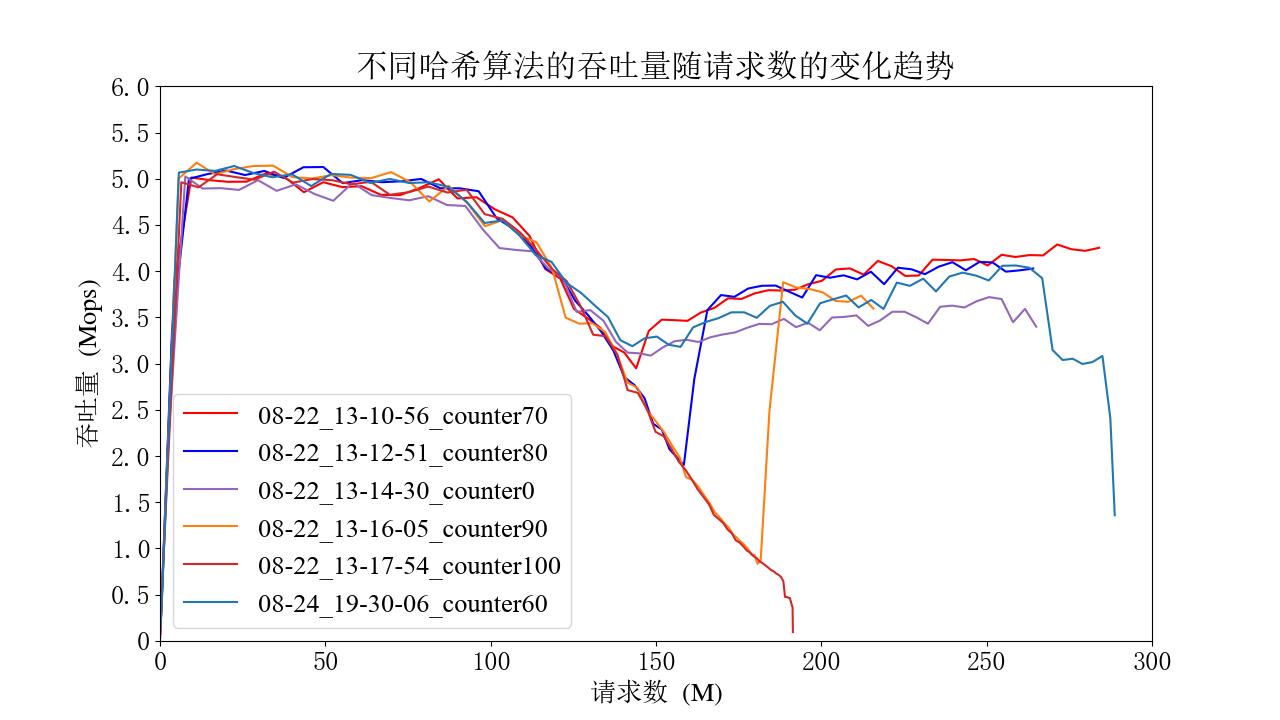 不同哈希算法的吞吐量随请求数的变化趋势
6.0
5.5
5.0
4.5
4.0
3.5
3.0
2.5
2.0
1.5
1.0
0.5
0
吞吐量 (Mops)
08-22_13-10-56_counter70
08-22_13-12-51_counter80
08-22_13-14-30_counter0
08-22_13-16-05_counter90
08-22_13-17-54_counter100
08-24_19-30-06_counter60
0 50 100 150 200 250 300
请求数 (M)